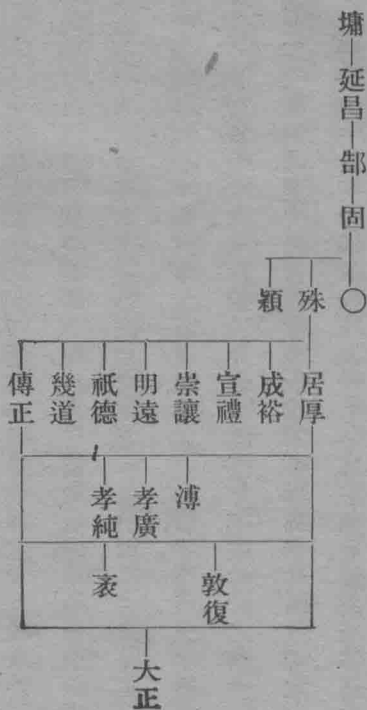 墉—延昌—郜—固—○
殊
穎
居厚
成裕
宣禮
崇讓
明遠
祇德
幾道
傳正
溥
孝廣
孝純
敦復
袤
大正